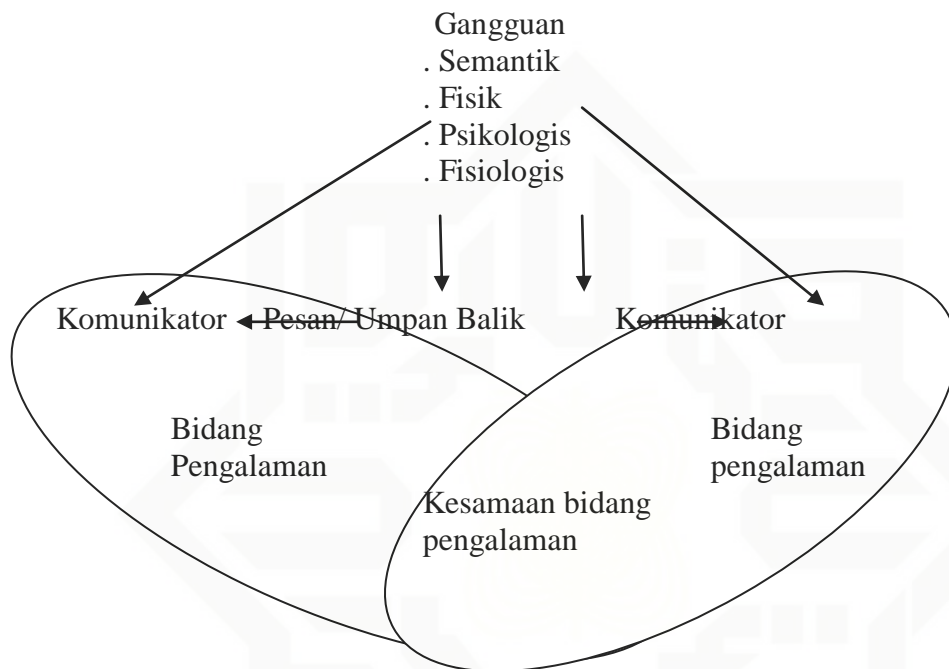 Gangguan
. Semantik
. Fisik
. Psikologis
. Fisiologis
Komunikator Pesan/ Umpan Balik Komunikator
Bidang
Pengalaman
Bidang
pengalaman
Kesamaan bidang
pengalaman